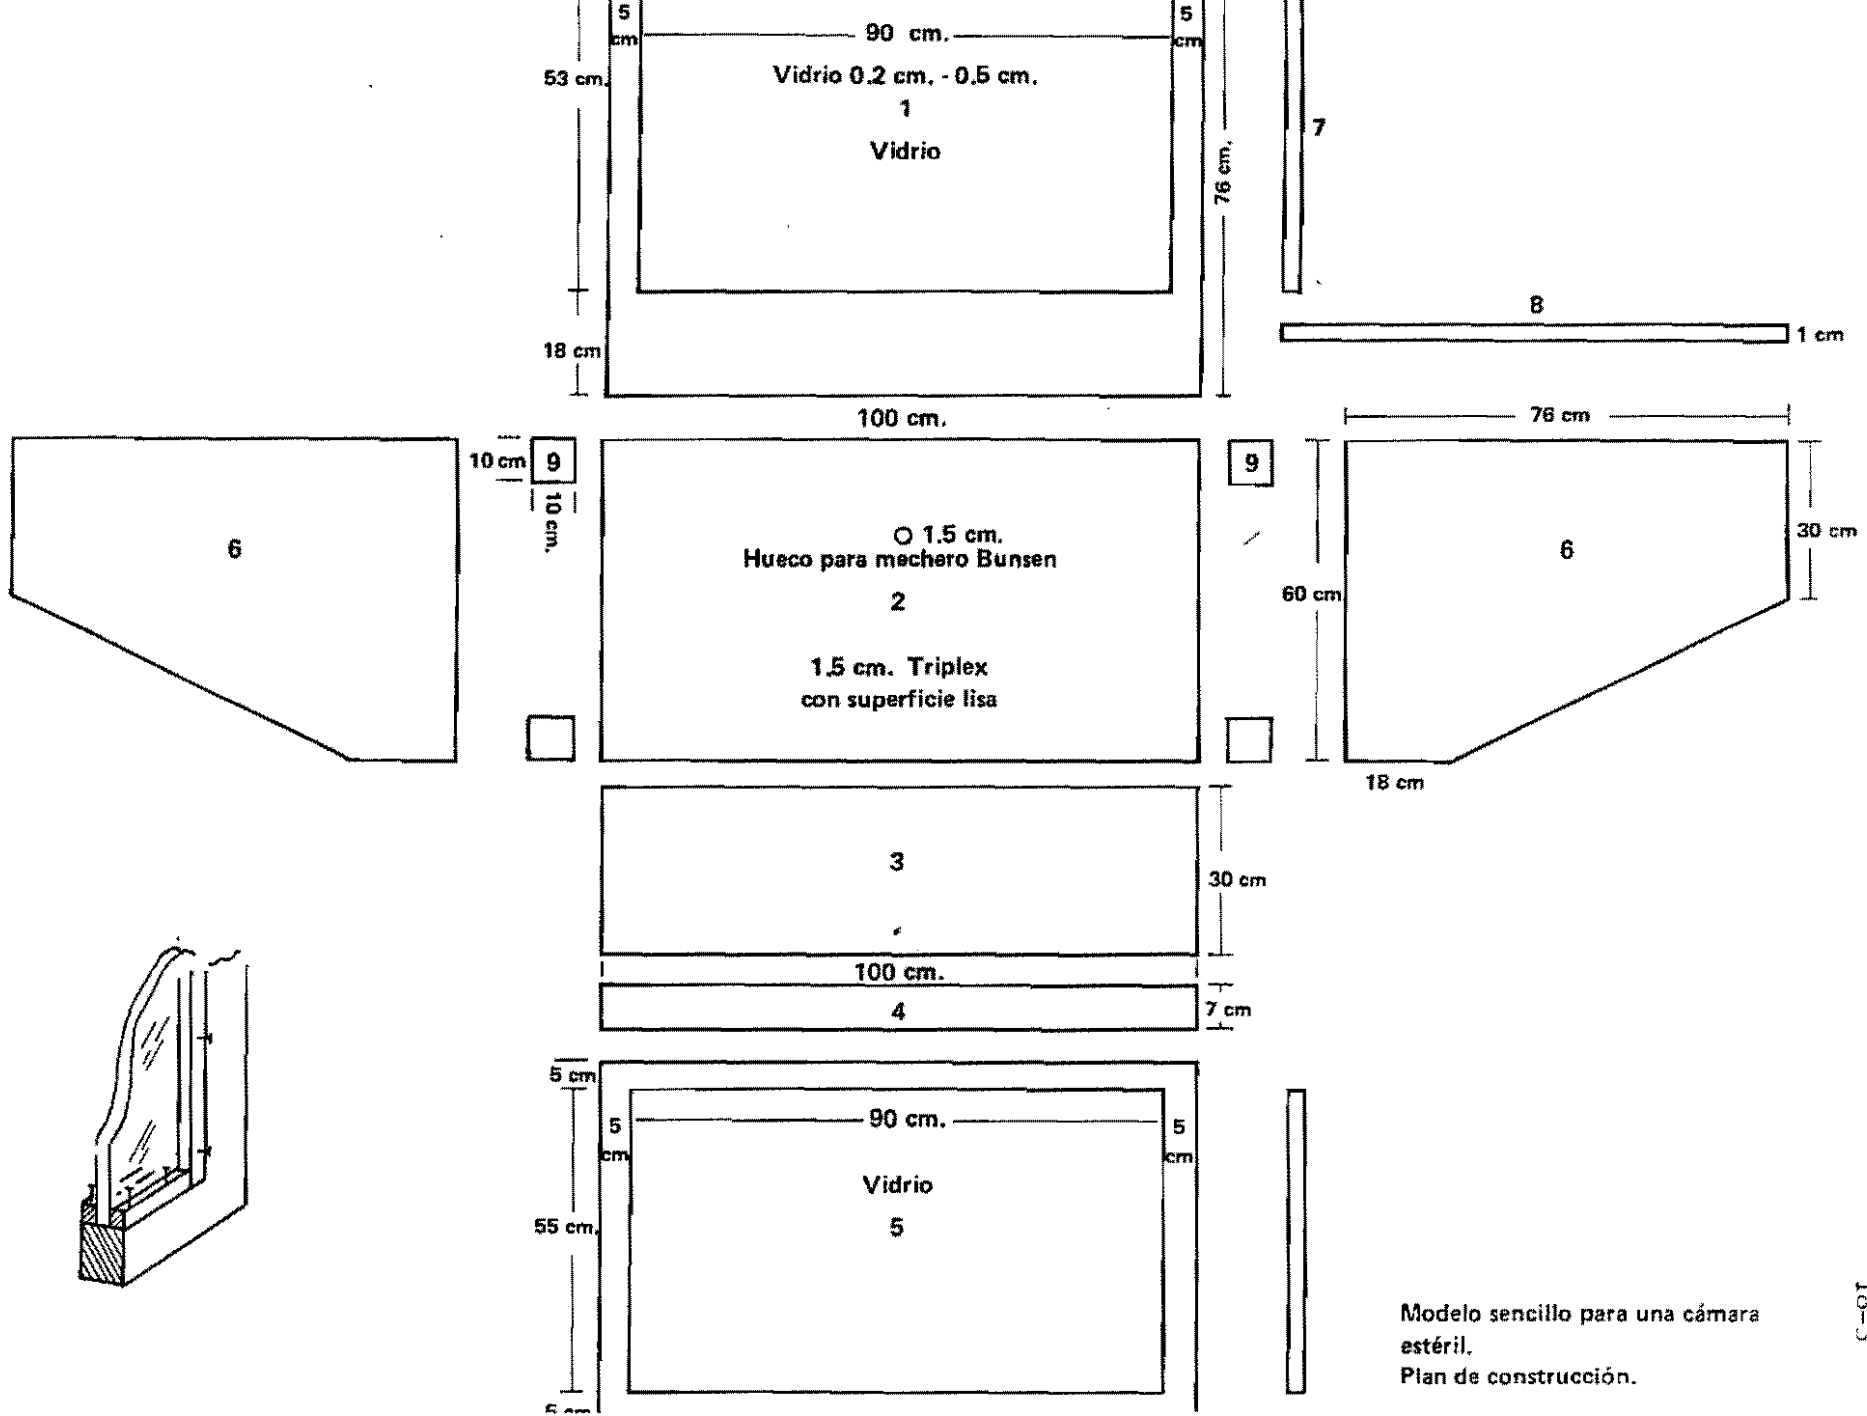 5
cm
90 cm.
5
cm
53 cm.
Vidrio 0.2 cm. - 0.5 cm.
1
Vidrio
76 cm.
7
18 cm
8
1 cm
100 cm.
76 cm
6
10 cm
9
10 cm.
O 1.5 cm.
Hueco para mechero Bunsen
2
1.5 cm. Triplex
con superficie lisa
9
60 cm
6
30 cm
18 cm
3
30 cm
100 cm.
4
7 cm
5 cm
5
cm
90 cm.
5
cm
Vidrio
5
55 cm.
5 cm
Modelo sencillo para una cámara
estéril.
Plan de construcción.